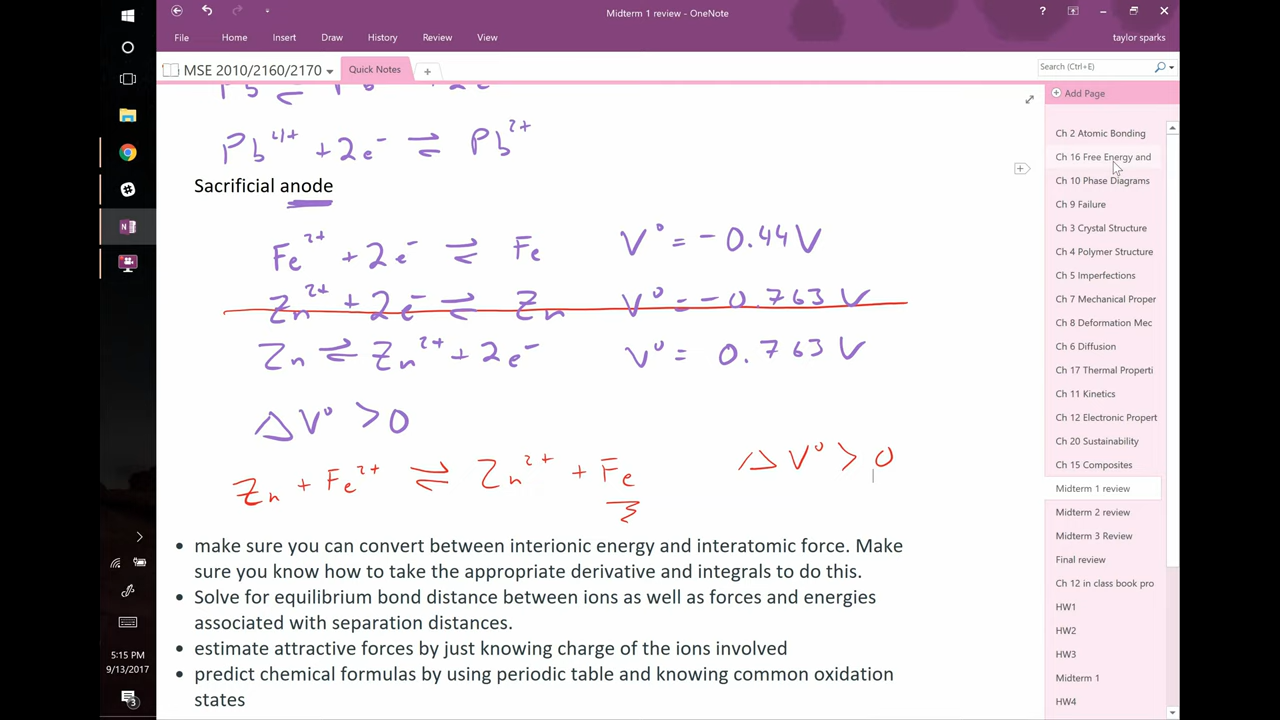 Midterm 1 review - OneNote
?
taylor sparks
File Home Insert Draw History Review View
MSE 2010/2160/2170 Quick Notes +
Search (Ctrl+E)
Add Page
Pb⁴⁺ + 2e⁻ ⇌ Pb²⁺
Sacrificial anode
Fe²⁺ + 2e⁻ ⇌ Fe V⁰ = -0.44V
Zn²⁺ + 2e⁻ ⇌ Zn V⁰ = -0.763 V
Zn ⇌ Zn²⁺ + 2e⁻ V⁰ = 0.763 V
ΔV⁰ > 0
Zn + Fe²⁺ ⇌ Zn²⁺ + Fe ΔV⁰ > 0
• make sure you can convert between interionic energy and interatomic force. Make
sure you know how to take the appropriate derivative and integrals to do this.
• Solve for equilibrium bond distance between ions as well as forces and energies
associated with separation distances.
• estimate attractive forces by just knowing charge of the ions involved
• predict chemical formulas by using periodic table and knowing common oxidation
states
Ch 2 Atomic Bonding
Ch 16 Free Energy and
Ch 10 Phase Diagrams
Ch 9 Failure
Ch 3 Crystal Structure
Ch 4 Polymer Structure
Ch 5 Imperfections
Ch 7 Mechanical Proper
Ch 8 Deformation Mec
Ch 6 Diffusion
Ch 17 Thermal Properti
Ch 11 Kinetics
Ch 12 Electronic Propert
Ch 20 Sustainability
Ch 15 Composites
Midterm 1 review
Midterm 2 review
Midterm 3 Review
Final review
Ch 12 in class book pro
HW1
HW2
HW3
Midterm 1
HW4
5:15 PM
9/13/2017
3